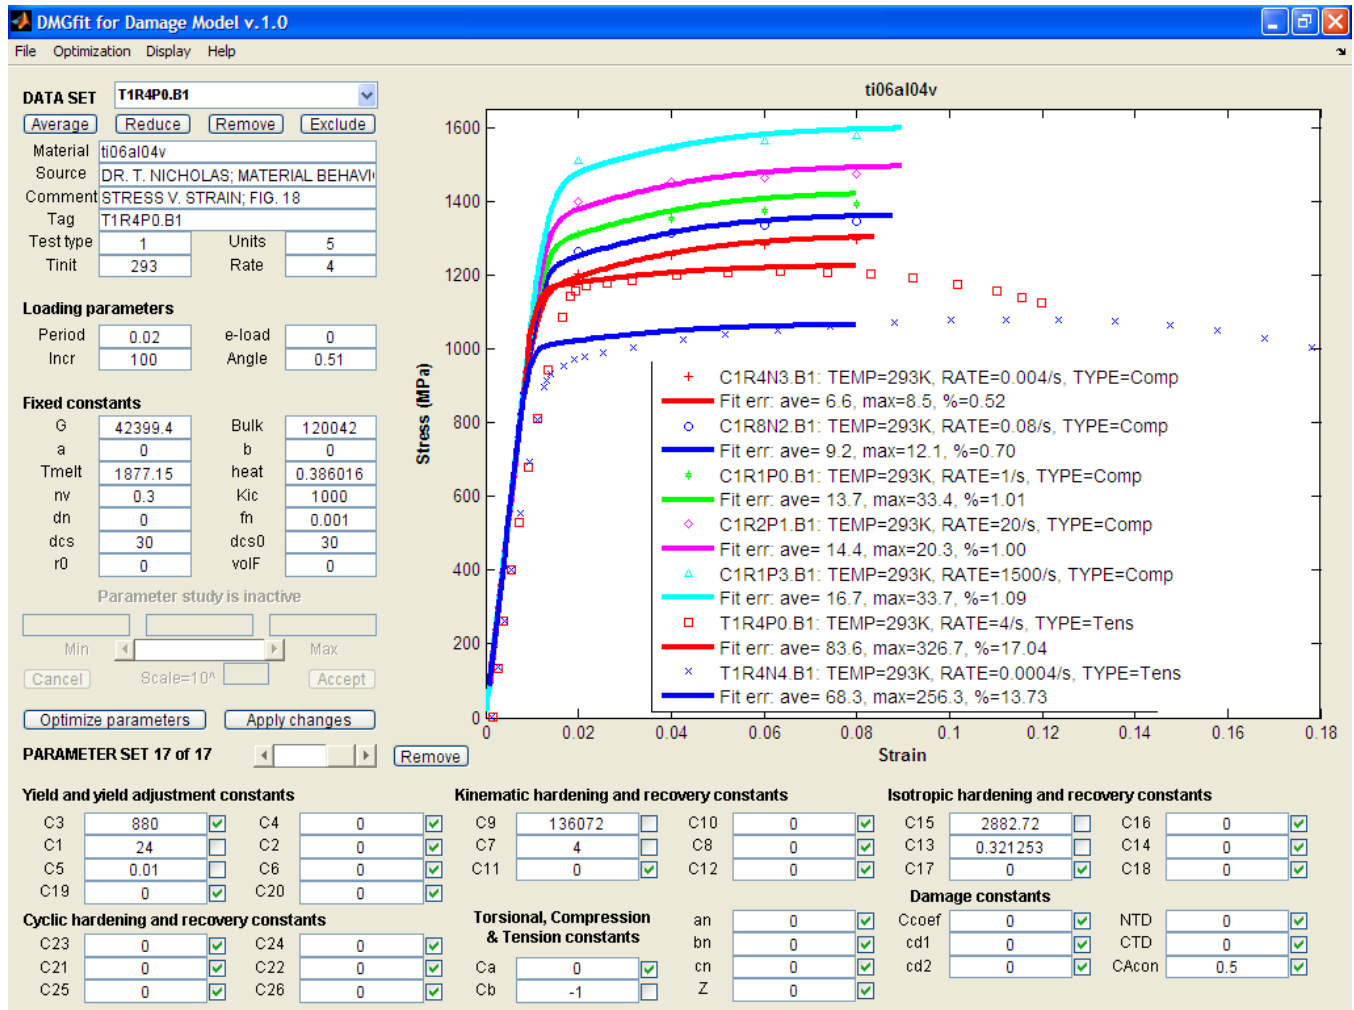 DMGfit for Damage Model v.1.0
File Optimization Display Help
DATA SET T1R4P0.B1
Average Reduce Remove Exclude
Material ti06al04v
Source DR. T. NICHOLAS; MATERIAL BEHAVI
Comment STRESS V. STRAIN; FIG. 18
Tag T1R4P0.B1
Test type 1 Units 5
Tinit 293 Rate 4
Loading parameters
Period 0.02 e-load 0
Incr 100 Angle 0.51
Fixed constants
G 42399.4 Bulk 120042
a 0 b 0
Tmelt 1877.15 heat 0.386016
nv 0.3 Kic 1000
dn 0 fn 0.001
dcs 30 dcs0 30
r0 0 volF 0
Parameter study is inactive
Min Max
Cancel Scale=10^ Accept
Optimize parameters Apply changes
PARAMETER SET 17 of 17 Remove
ti06al04v
1600
1400
1200
1000
800
600
400
200
0
Stress (MPa)
C1R4N3.B1: TEMP=293K, RATE=0.004/s, TYPE=Comp
Fit err: ave= 6.6, max=8.5, %=0.52
C1R8N2.B1: TEMP=293K, RATE=0.08/s, TYPE=Comp
Fit err: ave= 9.2, max=12.1, %=0.70
C1R1P0.B1: TEMP=293K, RATE=1/s, TYPE=Comp
Fit err: ave= 13.7, max=33.4, %=1.01
C1R2P1.B1: TEMP=293K, RATE=20/s, TYPE=Comp
Fit err: ave= 14.4, max=20.3, %=1.00
C1R1P3.B1: TEMP=293K, RATE=1500/s, TYPE=Comp
Fit err: ave= 16.7, max=33.7, %=1.09
T1R4P0.B1: TEMP=293K, RATE=4/s, TYPE=Tens
Fit err: ave= 83.6, max=326.7, %=17.04
T1R4N4.B1: TEMP=293K, RATE=0.0004/s, TYPE=Tens
Fit err: ave= 68.3, max=256.3, %=13.73
0 0.02 0.04 0.06 0.08 0.1 0.12 0.14 0.16 0.18
Strain
Yield and yield adjustment constants
C3 880 C4 0
C1 24 C2 0
C5 0.01 C6 0
C19 0 C20 0
Cyclic hardening and recovery constants
C23 0 C24 0
C21 0 C22 0
C25 0 C26 0
Kinematic hardening and recovery constants
C9 136072 C10 0
C7 4 C8 0
C11 0 C12 0
Torsional, Compression
& Tension constants
Ca 0
Cb -1
an 0
bn 0
cn 0
Z 0
Isotropic hardening and recovery constants
C15 2882.72 C16 0
C13 0.321253 C14 0
C17 0 C18 0
Damage constants
Ccoef 0 NTD 0
cd1 0 CTD 0
cd2 0 CAcon 0.5